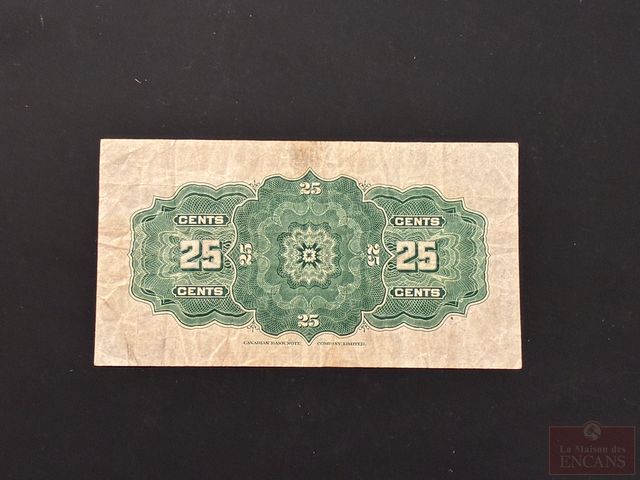 25
CENTS CENTS
25 25 25 25
CENTS CENTS
25
CANADIAN BANK NOTE COMPANY, LIMITED.
La Maison des
ENCANS